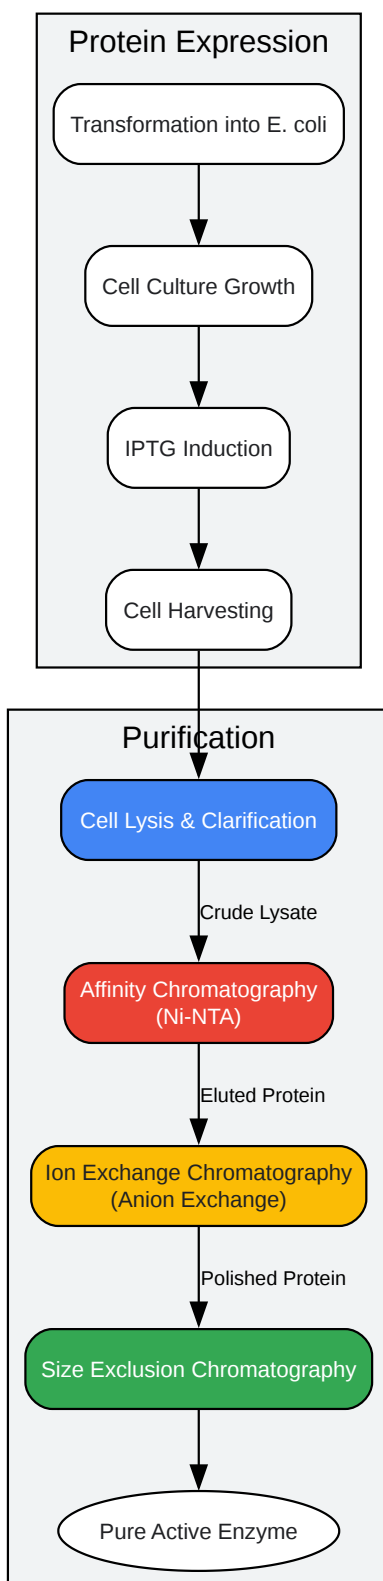 Protein Expression
Transformation into E. coli
Cell Culture Growth
IPTG Induction
Cell Harvesting
Purification
Cell Lysis & Clarification
Crude Lysate
Affinity Chromatography
(Ni-NTA)
Eluted Protein
Ion Exchange Chromatography
(Anion Exchange)
Polished Protein
Size Exclusion Chromatography
Pure Active Enzyme